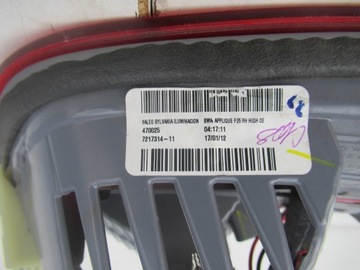 VALEO SYLVANIA ILUMINACION BMW APPLIQUE F25 RH HIGH CE
470025 04:17:11
7217314-11 17/01/12